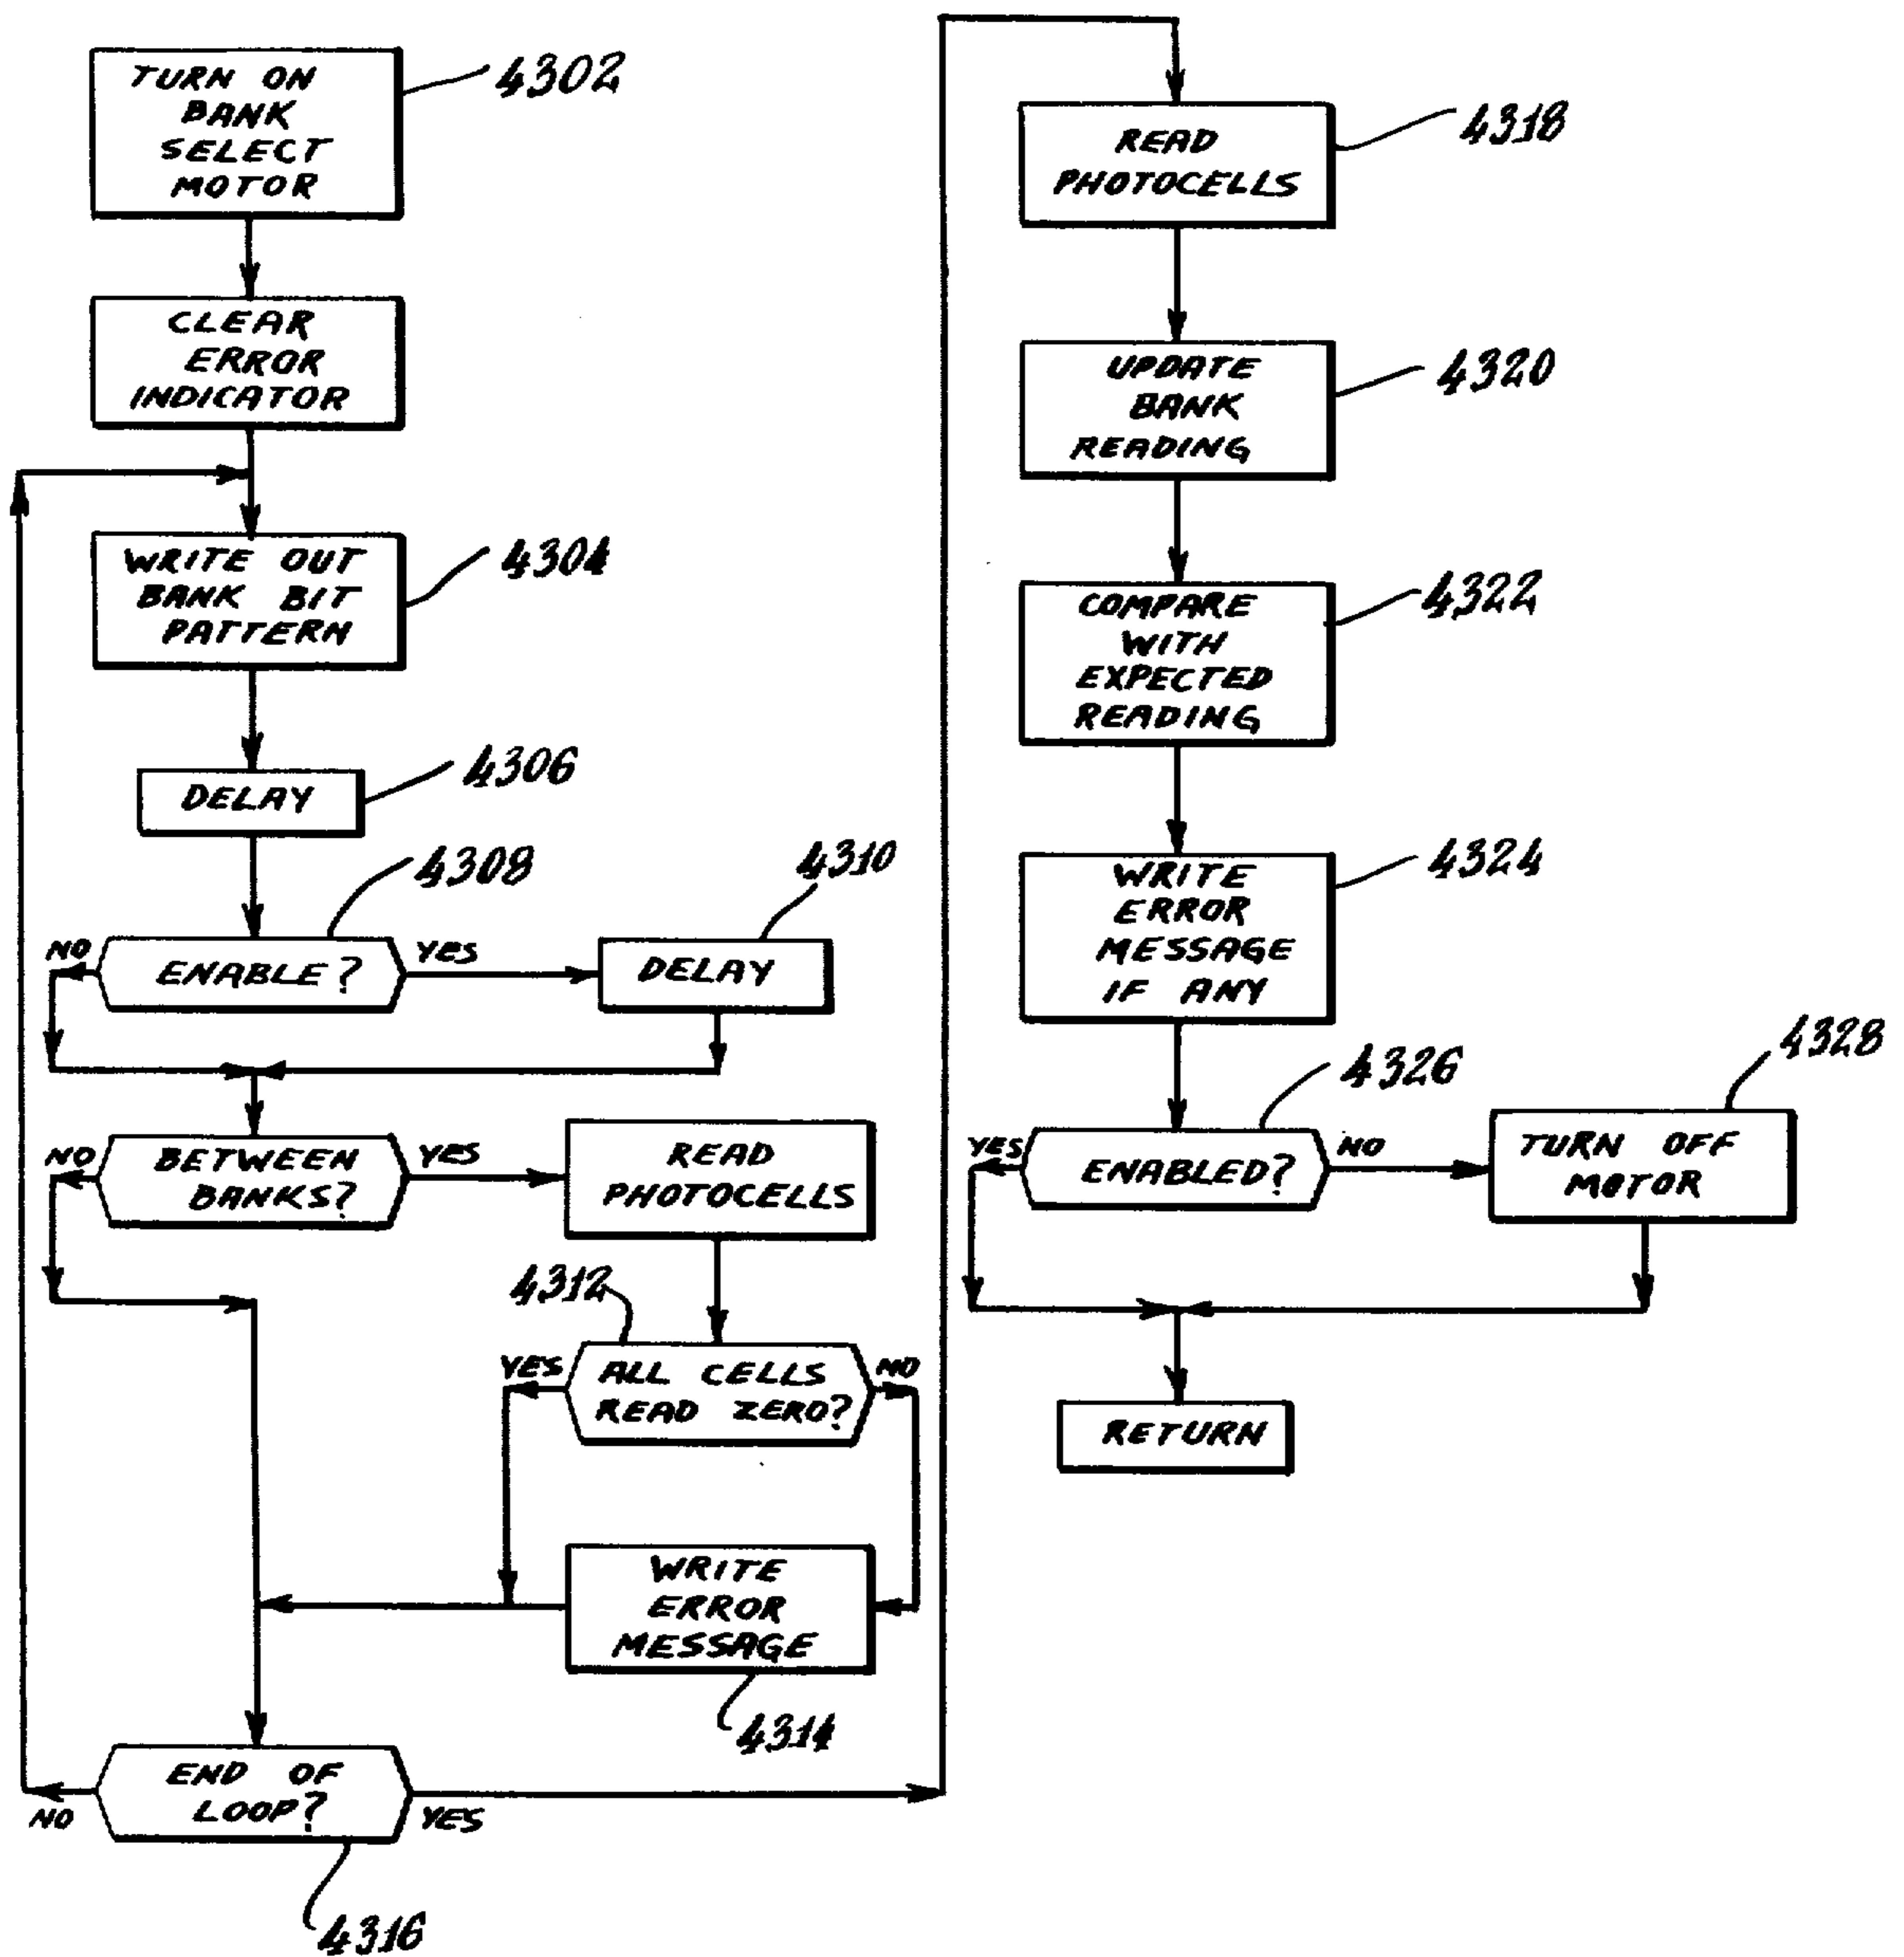 TURN ON
BANK
SELECT
MOTOR
4302
CLEAR
ERROR
INDICATOR
WRITE OUT
BANK BIT
PATTERN
4304
DELAY
4306
4308
NO
ENABLE?
YES
DELAY
4310
NO
BETWEEN
BANKS?
YES
READ
PHOTOCELLS
4312
YES
ALL CELLS
READ ZERO?
NO
WRITE
ERROR
MESSAGE
4314
END OF
LOOP?
NO
YES
4316
READ
PHOTOCELLS
4318
UPDATE
BANK
READING
4320
COMPARE
WITH
EXPECTED
READING
4322
WRITE
ERROR
MESSAGE
IF ANY
4324
4326
YES
ENABLED?
NO
TURN OFF
MOTOR
4328
RETURN